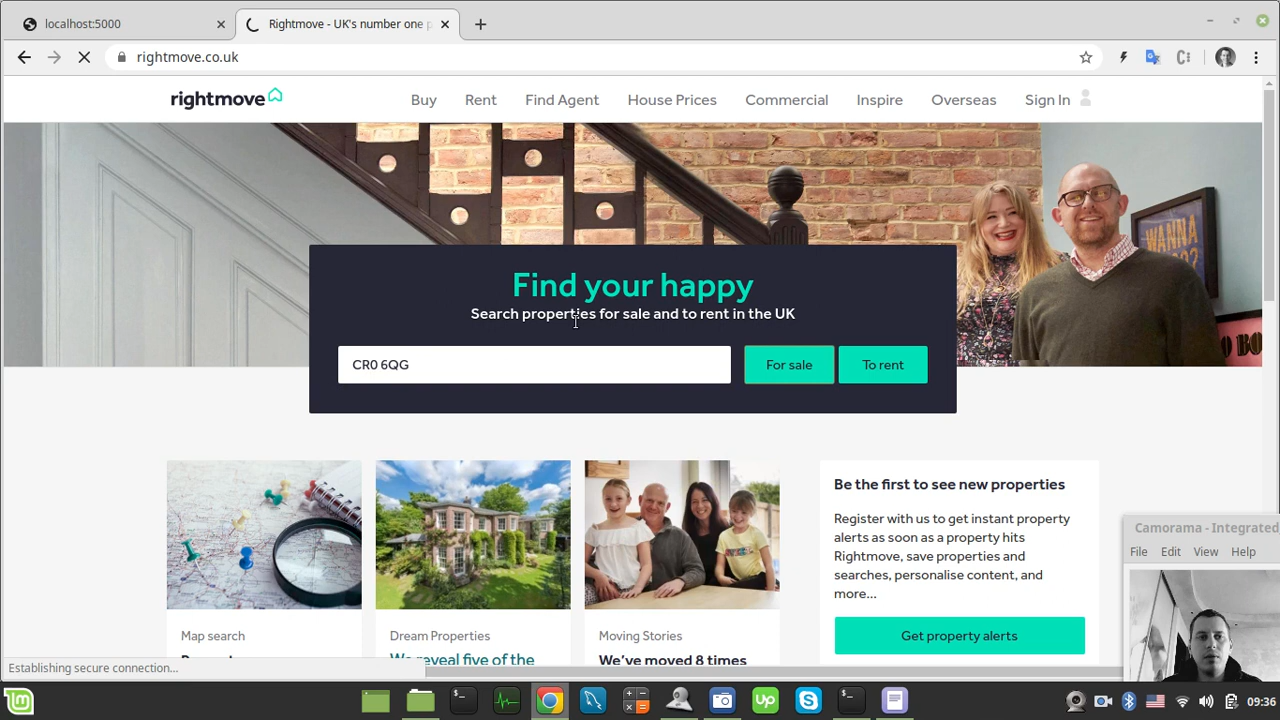 localhost:5000
Rightmove - UK's number one p
rightmove.co.uk
rightmove
Buy Rent Find Agent House Prices Commercial Inspire Overseas Sign In
WANNA
Find your happy
Search properties for sale and to rent in the UK
CR0 6QG
For sale
To rent
Be the first to see new properties
Register with us to get instant property
alerts as soon as a property hits
Rightmove, save properties and
searches, personalise content, and
more...
Get property alerts
Map search
Dream Properties
We reveal five of the
Moving Stories
We've moved 8 times
Camorama - Integrated
File Edit View Help
Establishing secure connection...
Up
09:36